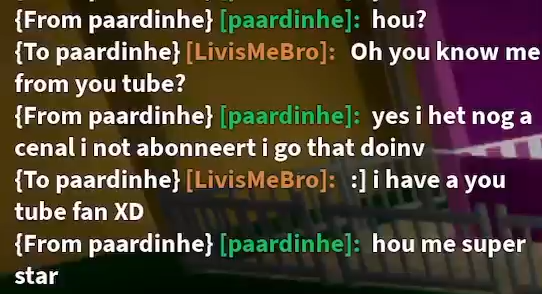 {From paardinhe} [paardinhe]: hou?
{To paardinhe} [LivisMeBro]: Oh you know me
from you tube?
{From paardinhe} [paardinhe]: yes i het nog a
cenal i not abonneert i go that doinv
{To paardinhe} [LivisMeBro]: :] i have a you
tube fan XD
{From paardinhe} [paardinhe]: hou me super
star